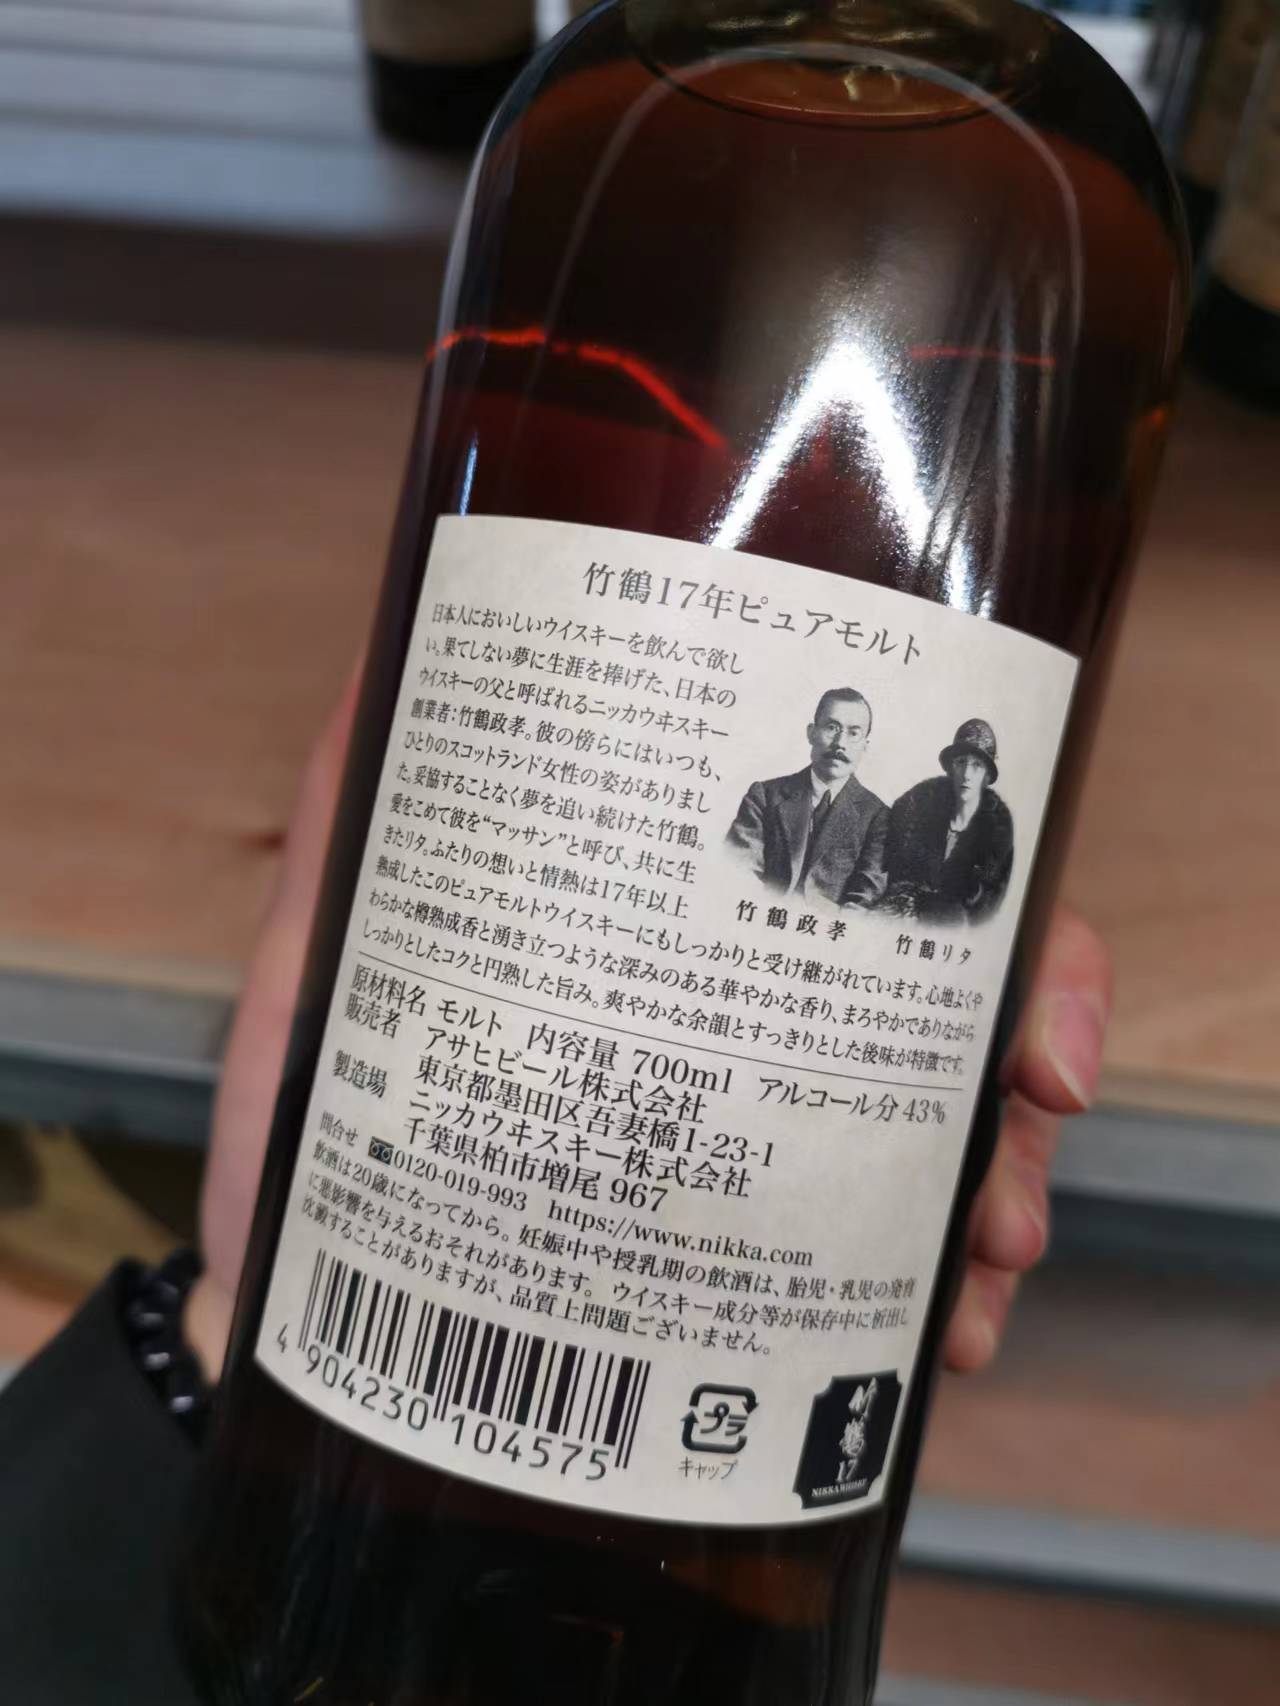 竹鶴17年ピュアモルト
日本人においしいウイスキーを飲んで欲し
い。果てしない夢に生涯を捧げた、日本の
ウイスキーの父と呼ばれるニッカウヰスキー
創業者：竹鶴政孝。彼の傍らにはいつも、
ひとりのスコットランド女性の姿がありまし
た。妥協することなく夢を追い続けた竹鶴。
愛をこめて彼を“マッサン”と呼び、共に生
きたリタ。ふたりの想いと情熱は17年以上
熟成したこのピュアモルトウイスキーにもしっかりと受け継がれています。心地よくや
わらかな樽熟成香と湧き立つような深みのある華やかな香り、まろやかでありながら
しっかりとしたコクと円熟した旨み。爽やかな余韻とすっきりとした後味が特徴です。
竹鶴政孝
竹鶴リタ
原材料名 モルト 内容量 700ml アルコール分 43%
販売者 アサヒビール株式会社
東京都墨田区吾妻橋1-23-1
製造場 ニッカウヰスキー株式会社
千葉県柏市増尾 967
問合せ 0120-019-993 https://www.nikka.com
飲酒は20歳になってから。妊娠中や授乳期の飲酒は、胎児・乳児の発育
に悪影響を与えるおそれがあります。 ウイスキー成分等が保存中に析出し
沈澱することがありますが、品質上問題ございません。
4 904230 104575
プラ
キャップ
竹鶴
17
NIKKA WHISKY